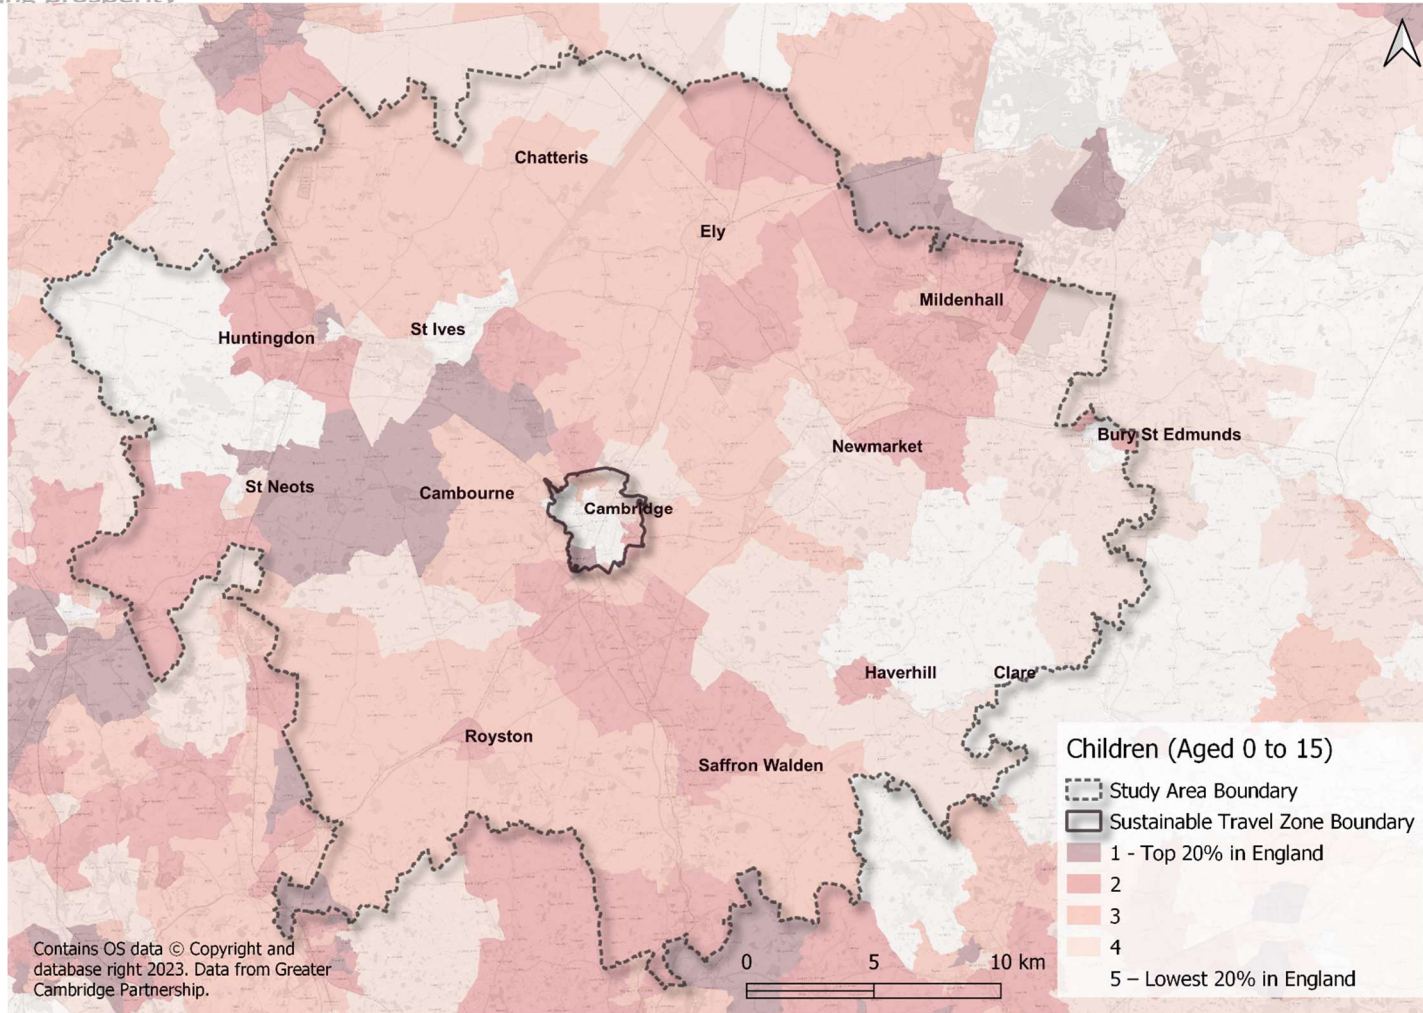 ing prosperity
Chatteris
Ely
Mildenhall
Huntingdon
St Ives
Bury St Edmunds
Newmarket
St Neots
Cambourne
Cambridge
Haverhill
Clare
Royston
Saffron Walden
Children (Aged 0 to 15)
Study Area Boundary
Sustainable Travel Zone Boundary
1 - Top 20% in England
2
3
4
5 – Lowest 20% in England
0 5 10 km
Contains OS data © Copyright and
database right 2023. Data from Greater
Cambridge Partnership.